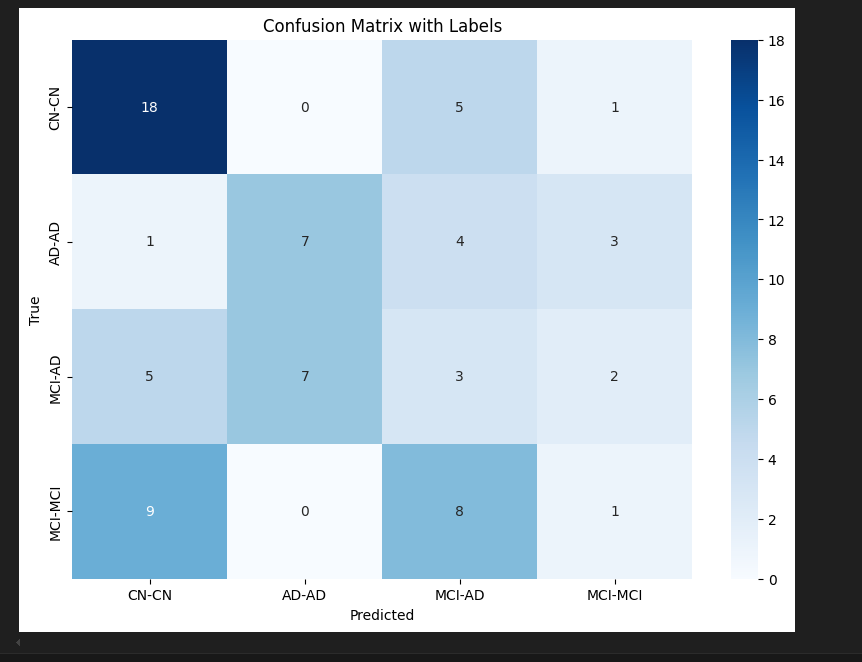 Confusion Matrix with Labels
CN-CN 18 0 5 1
AD-AD 1 7 4 3
MCI-AD 5 7 3 2
MCI-MCI 9 0 8 1
True
CN-CN AD-AD MCI-AD MCI-MCI
Predicted
18
16
14
12
10
8
6
4
2
0